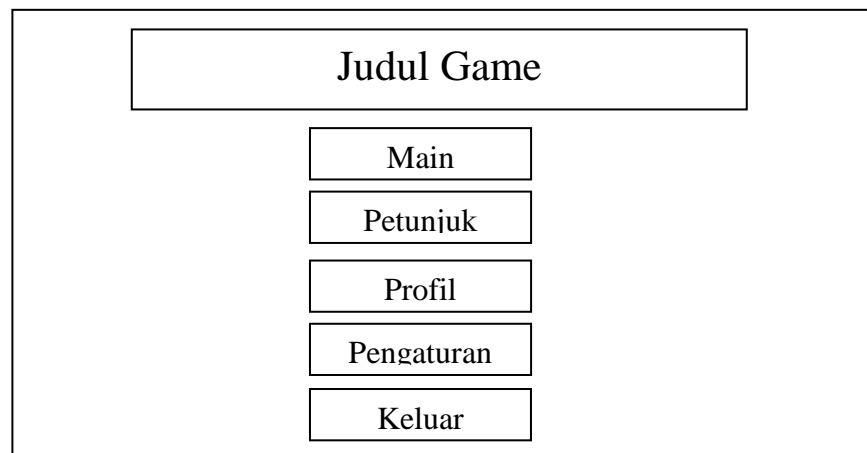 Judul Game
Main
Petunjuk
Profil
Pengaturan
Keluar